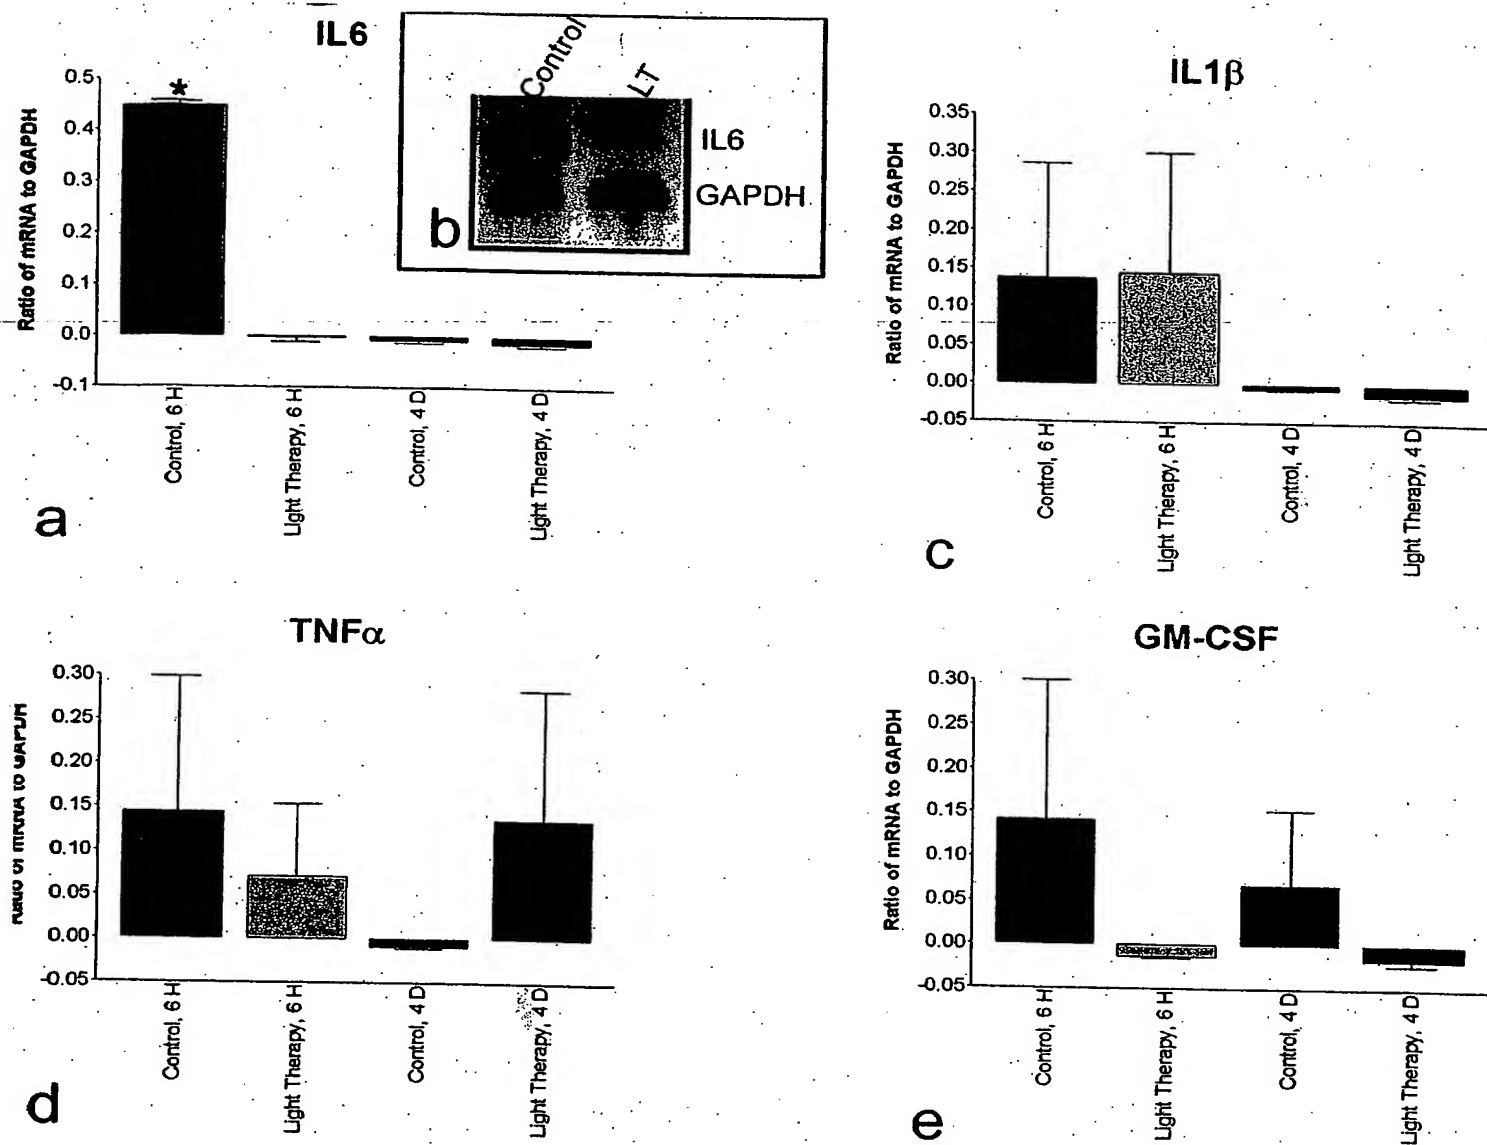 IL6
*
0.5
0.4
0.3
0.2
0.1
0.0
-0.1
Ratio of mRNA to GAPDH
Control, 6 H
Light Therapy, 6 H
Control, 4 D
Light Therapy, 4 D
a
Control
LT
IL6
GAPDH
b
IL1β
0.35
0.30
0.25
0.20
0.15
0.10
0.05
0.00
-0.05
Ratio of mRNA to GAPDH
Control, 6 H
Light Therapy, 6 H
Control, 4 D
Light Therapy, 4 D
c
TNFα
0.30
0.25
0.20
0.15
0.10
0.05
0.00
-0.05
Ratio of mRNA to GAPDH
Control, 6 H
Light Therapy, 6 H
Control, 4 D
Light Therapy, 4 D
d
GM-CSF
0.30
0.25
0.20
0.15
0.10
0.05
0.00
-0.05
Ratio of mRNA to GAPDH
Control, 6 H
Light Therapy, 6 H
Control, 4 D
Light Therapy, 4 D
e